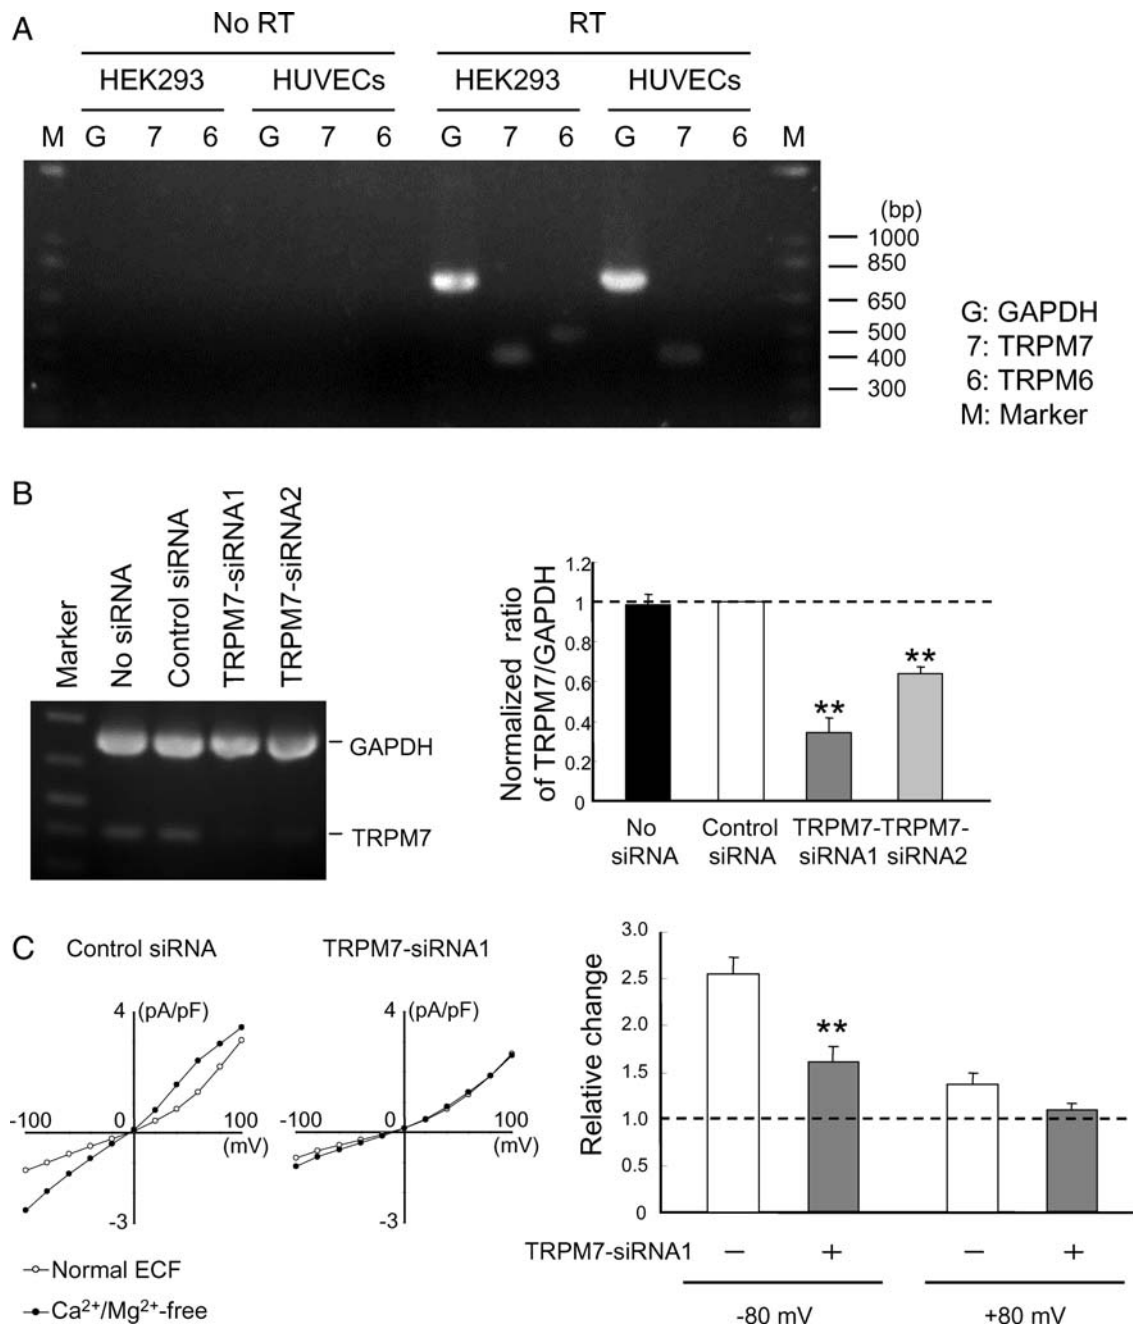 A
No RT
RT
HEK293
HUVECs
HEK293
HUVECs
M G 7 6 G 7 6 G 7 6 G 7 6 M
(bp)
1000
850
650
500
400
300
G: GAPDH
7: TRPM7
6: TRPM6
M: Marker
B
Marker
No siRNA
Control siRNA
TRPM7-siRNA1
TRPM7-siRNA2
GAPDH
TRPM7
Normalized ratio
of TRPM7/GAPDH
1.2
1
0.8
0.6
0.4
0.2
0
**
**
No
siRNA
Control
siRNA
TRPM7-
siRNA1
TRPM7-
siRNA2
C
Control siRNA
4 (pA/pF)
-100 0 100
(mV)
-3
TRPM7-siRNA1
4 (pA/pF)
-100 0 100
(mV)
-3
Normal ECF
Ca²⁺/Mg²⁺-free
Relative change
3.0
2.5
2.0
1.5
1.0
0.5
0
**
TRPM7-siRNA1 − + − +
-80 mV
+80 mV